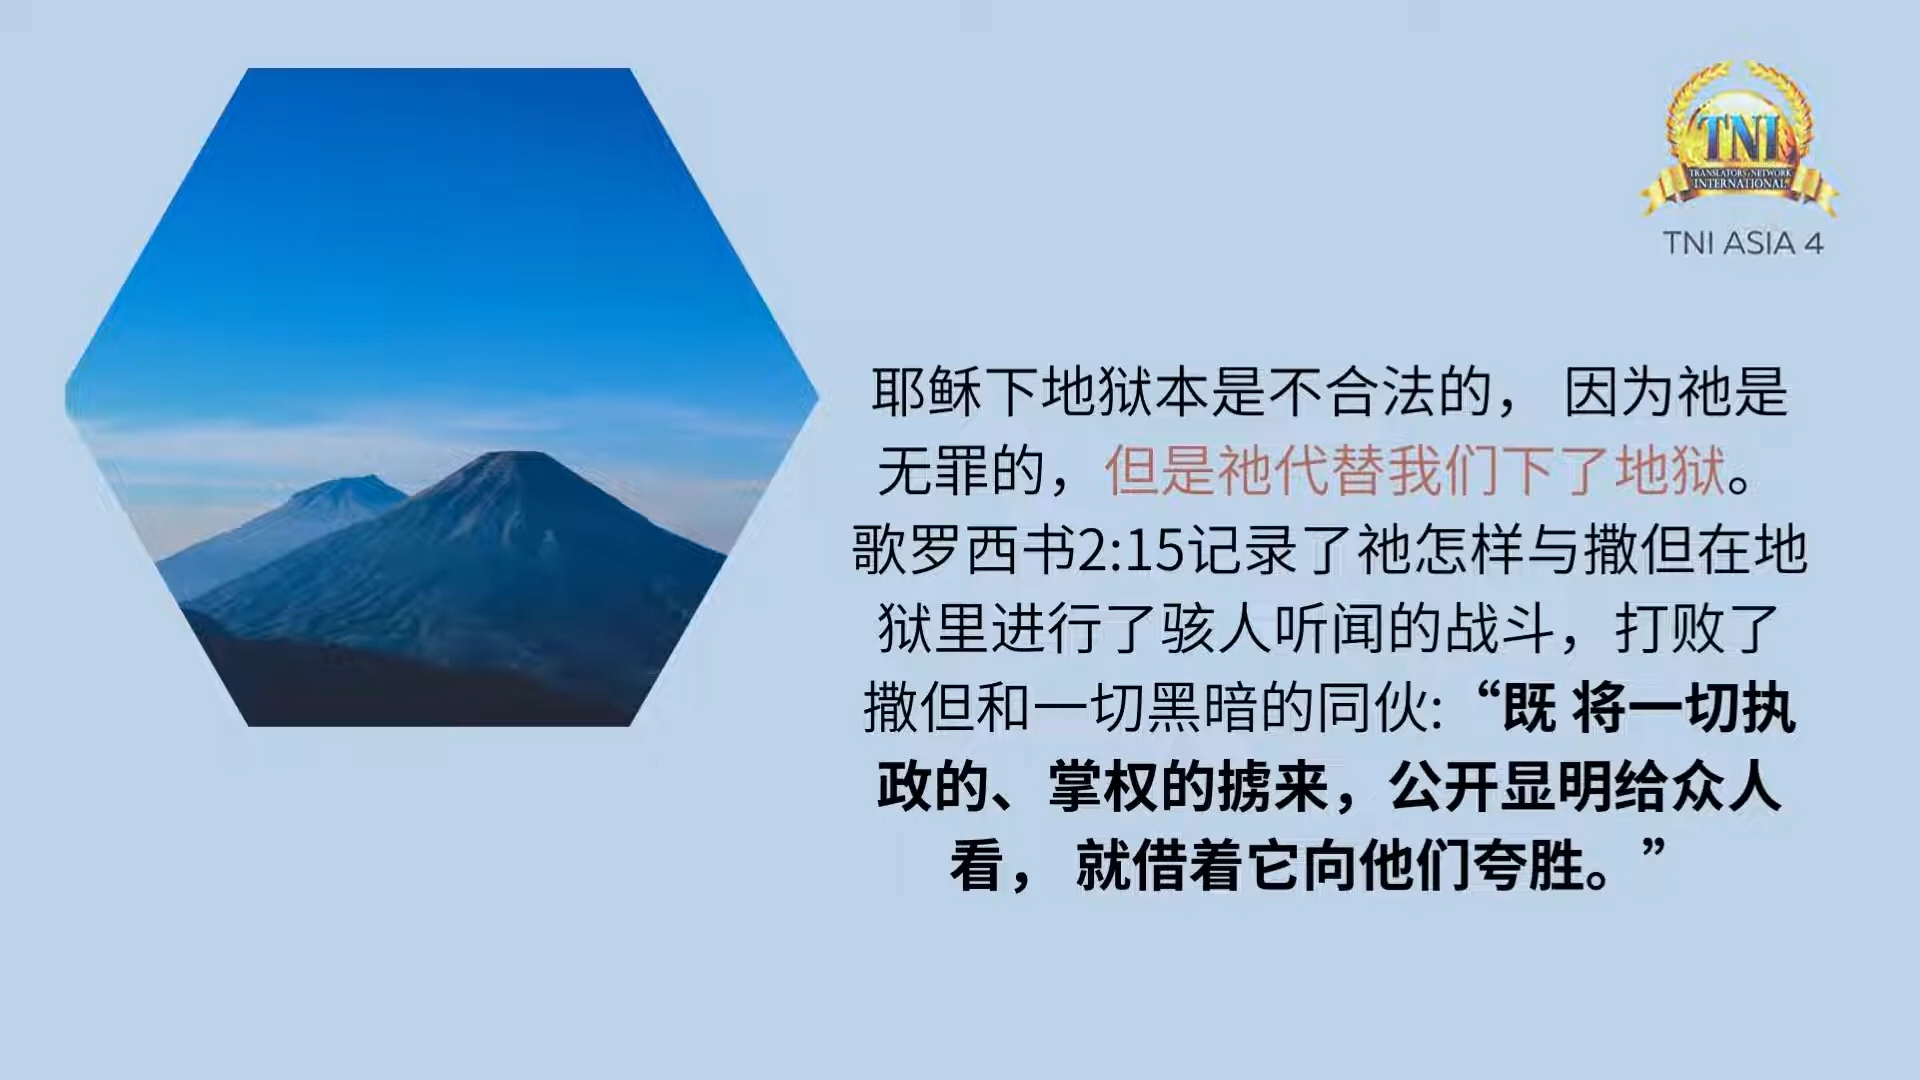 TNI
TRANSLATORS NETWORK
INTERNATIONAL
TNI ASIA 4
耶稣下地狱本是不合法的， 因为祂是
无罪的，但是祂代替我们下了地狱。
歌罗西书2:15记录了祂怎样与撒但在地
狱里进行了骇人听闻的战斗，打败了
撒但和一切黑暗的同伙:“既 将一切执
政的、掌权的掳来，公开显明给众人
看， 就借着它向他们夸胜。”